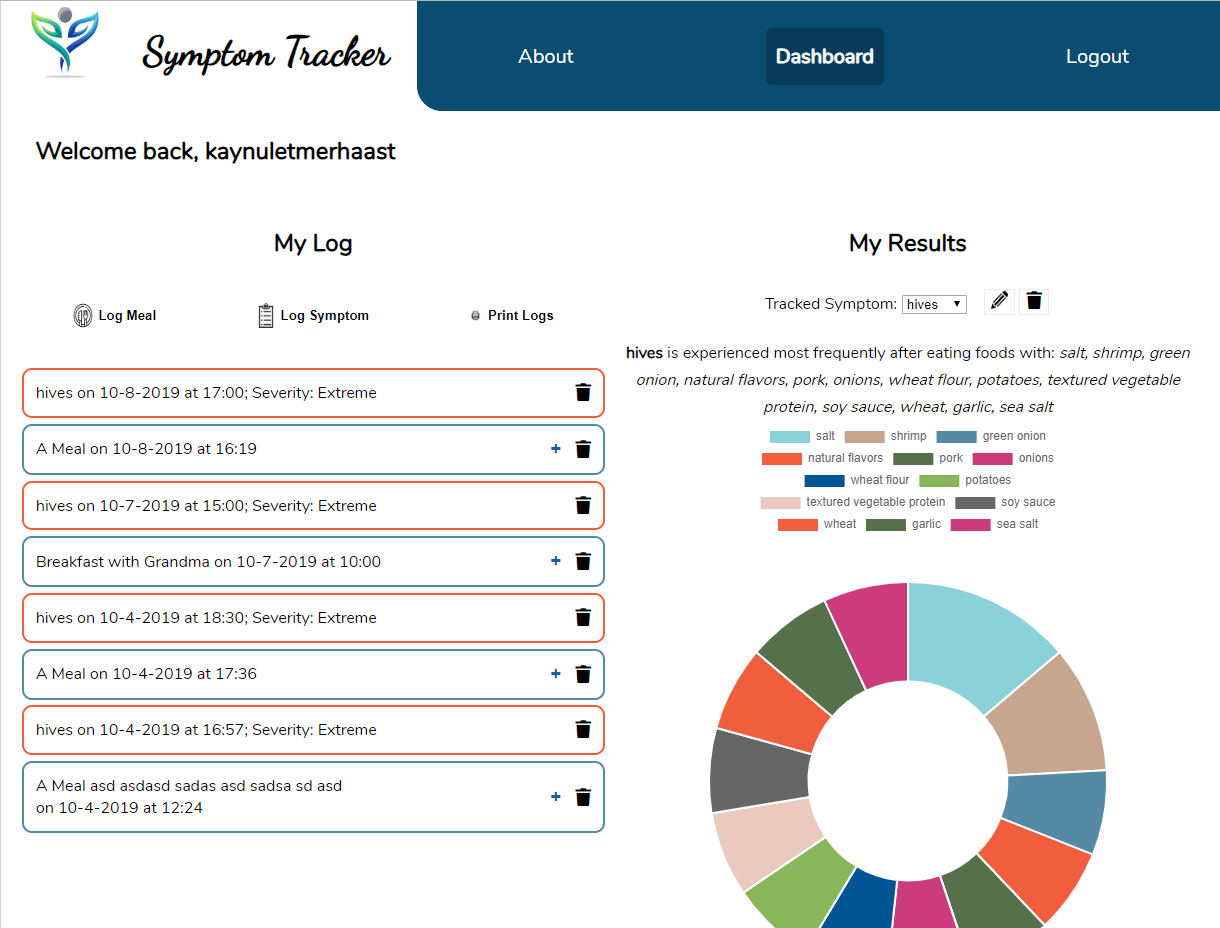 Symptom Tracker
About
Dashboard
Logout
Welcome back, kaynuletmerhaast
My Log
Log Meal
Log Symptom
Print Logs
hives on 10-8-2019 at 17:00; Severity: Extreme
A Meal on 10-8-2019 at 16:19
+
hives on 10-7-2019 at 15:00; Severity: Extreme
Breakfast with Grandma on 10-7-2019 at 10:00
+
hives on 10-4-2019 at 18:30; Severity: Extreme
A Meal on 10-4-2019 at 17:36
+
hives on 10-4-2019 at 16:57; Severity: Extreme
A Meal asd asdasd sadas asd sadsa sd asd
on 10-4-2019 at 12:24
+
My Results
Tracked Symptom: hives
hives is experienced most frequently after eating foods with: salt, shrimp, green
onion, natural flavors, pork, onions, wheat flour, potatoes, textured vegetable
protein, soy sauce, wheat, garlic, sea salt
salt shrimp green onion
natural flavors pork onions
wheat flour potatoes
textured vegetable protein soy sauce
wheat garlic sea salt